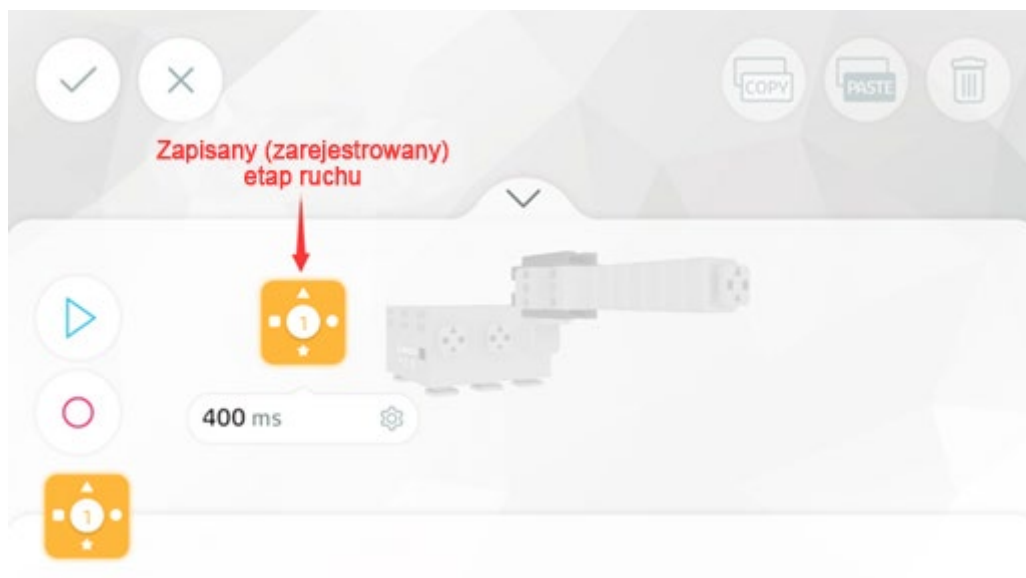 COPY
PASTE
Zapisany (zarejestrowany)
etap ruchu
1
400 ms
1